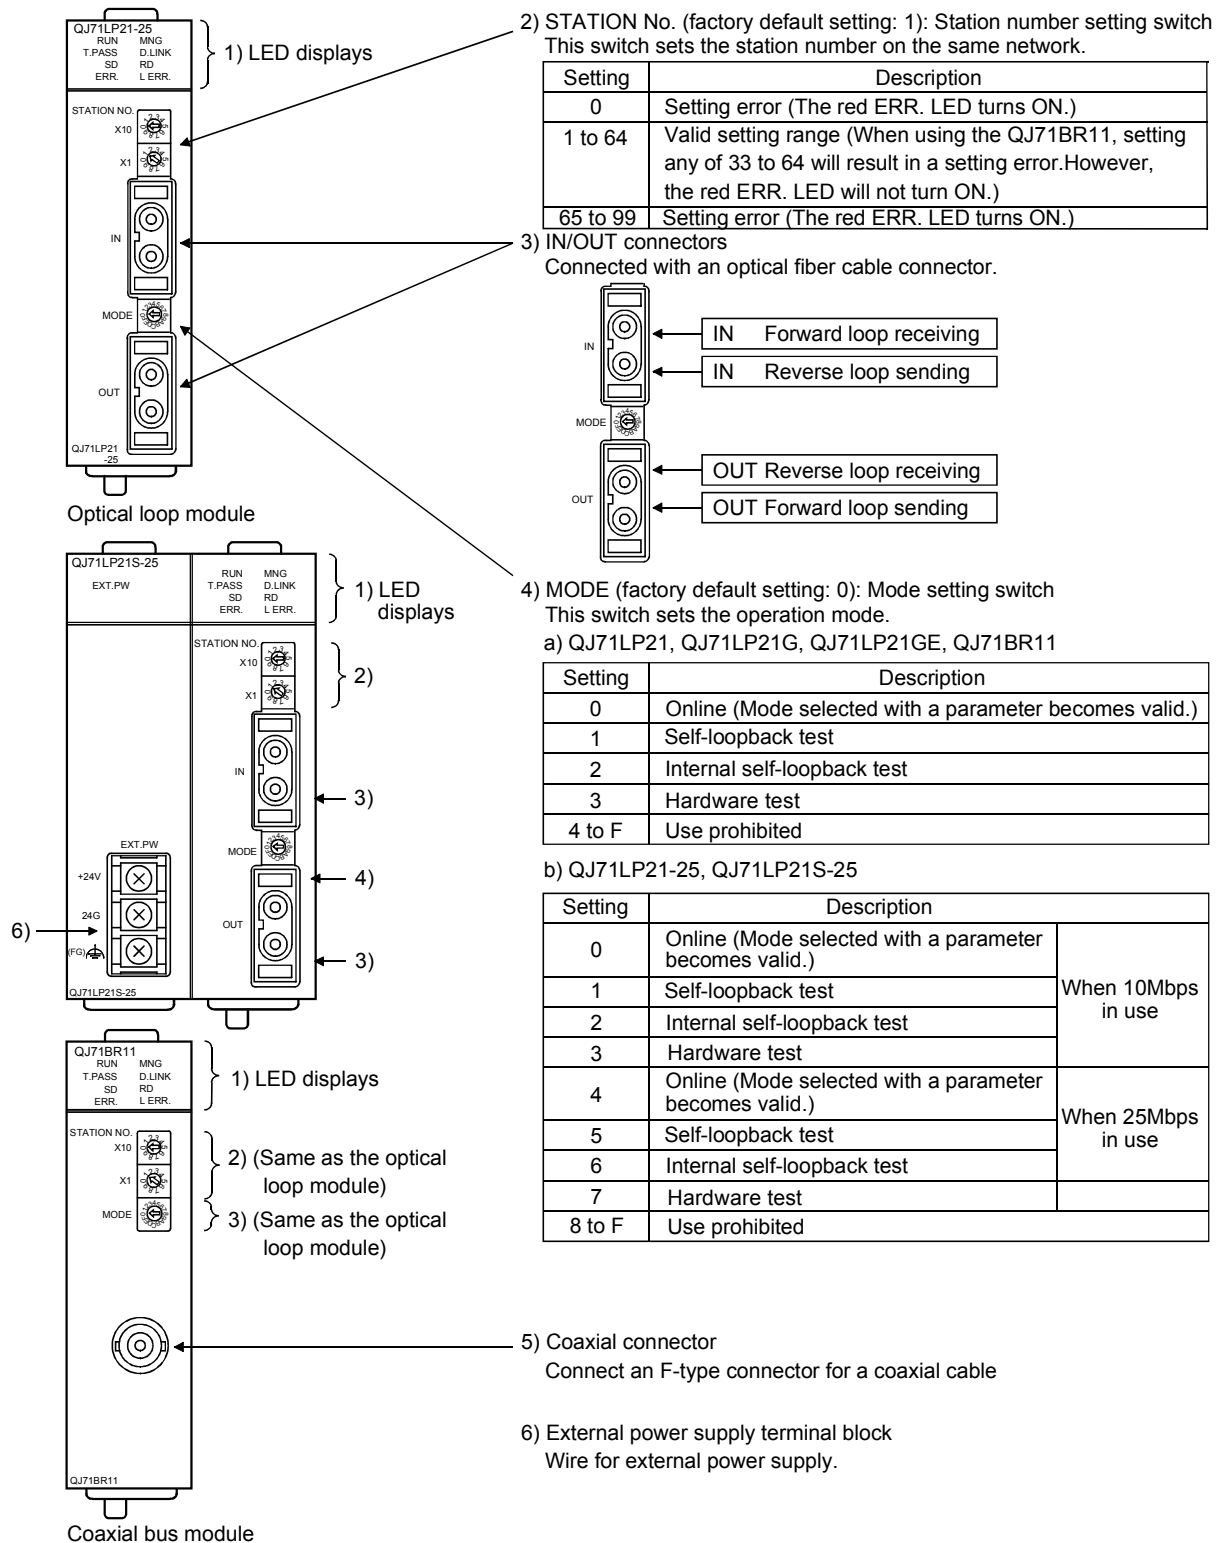 QJ71LP21-25
RUN MNG
T.PASS D.LINK
SD RD
ERR. L ERR.
1) LED displays
STATION NO.
X10
X1
IN
MODE
OUT
QJ71LP21
-25
Optical loop module
2) STATION No. (factory default setting: 1): Station number setting switch
This switch sets the station number on the same network.
Setting Description
0 Setting error (The red ERR. LED turns ON.)
1 to 64 Valid setting range (When using the QJ71BR11, setting
any of 33 to 64 will result in a setting error.However,
the red ERR. LED will not turn ON.)
65 to 99 Setting error (The red ERR. LED turns ON.)
3) IN/OUT connectors
Connected with an optical fiber cable connector.
IN
MODE
OUT
IN Forward loop receiving
IN Reverse loop sending
OUT Reverse loop receiving
OUT Forward loop sending
QJ71LP21S-25
EXT.PW
RUN MNG
T.PASS D.LINK
SD RD
ERR. L ERR.
1) LED
displays
STATION NO.
X10
X1
2)
IN
3)
MODE
4)
OUT
3)
EXT.PW
+24V
24G
6)
(FG)
QJ71LP21S-25
4) MODE (factory default setting: 0): Mode setting switch
This switch sets the operation mode.
a) QJ71LP21, QJ71LP21G, QJ71LP21GE, QJ71BR11
Setting Description
0 Online (Mode selected with a parameter becomes valid.)
1 Self-loopback test
2 Internal self-loopback test
3 Hardware test
4 to F Use prohibited
b) QJ71LP21-25, QJ71LP21S-25
Setting Description
0 Online (Mode selected with a parameter
becomes valid.)
1 Self-loopback test
2 Internal self-loopback test
3 Hardware test
When 10Mbps
in use
4 Online (Mode selected with a parameter
becomes valid.)
5 Self-loopback test
6 Internal self-loopback test
When 25Mbps
in use
7 Hardware test
8 to F Use prohibited
QJ71BR11
RUN MNG
T.PASS D.LINK
SD RD
ERR. L ERR.
1) LED displays
STATION NO.
X10
X1
MODE
2) (Same as the optical
loop module)
3) (Same as the optical
loop module)
QJ71BR11
Coaxial bus module
5) Coaxial connector
Connect an F-type connector for a coaxial cable
6) External power supply terminal block
Wire for external power supply.